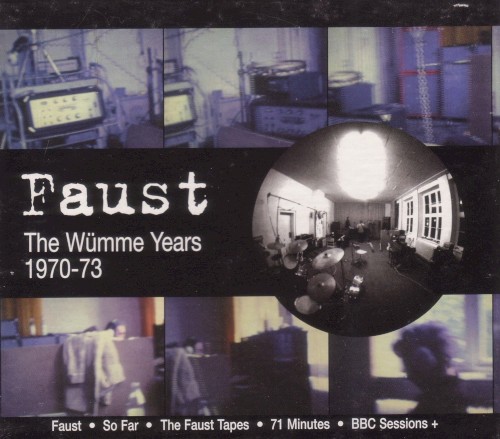 Faust
The Wümme Years
1970-73
Faust • So Far • The Faust Tapes • 71 Minutes • BBC Sessions +